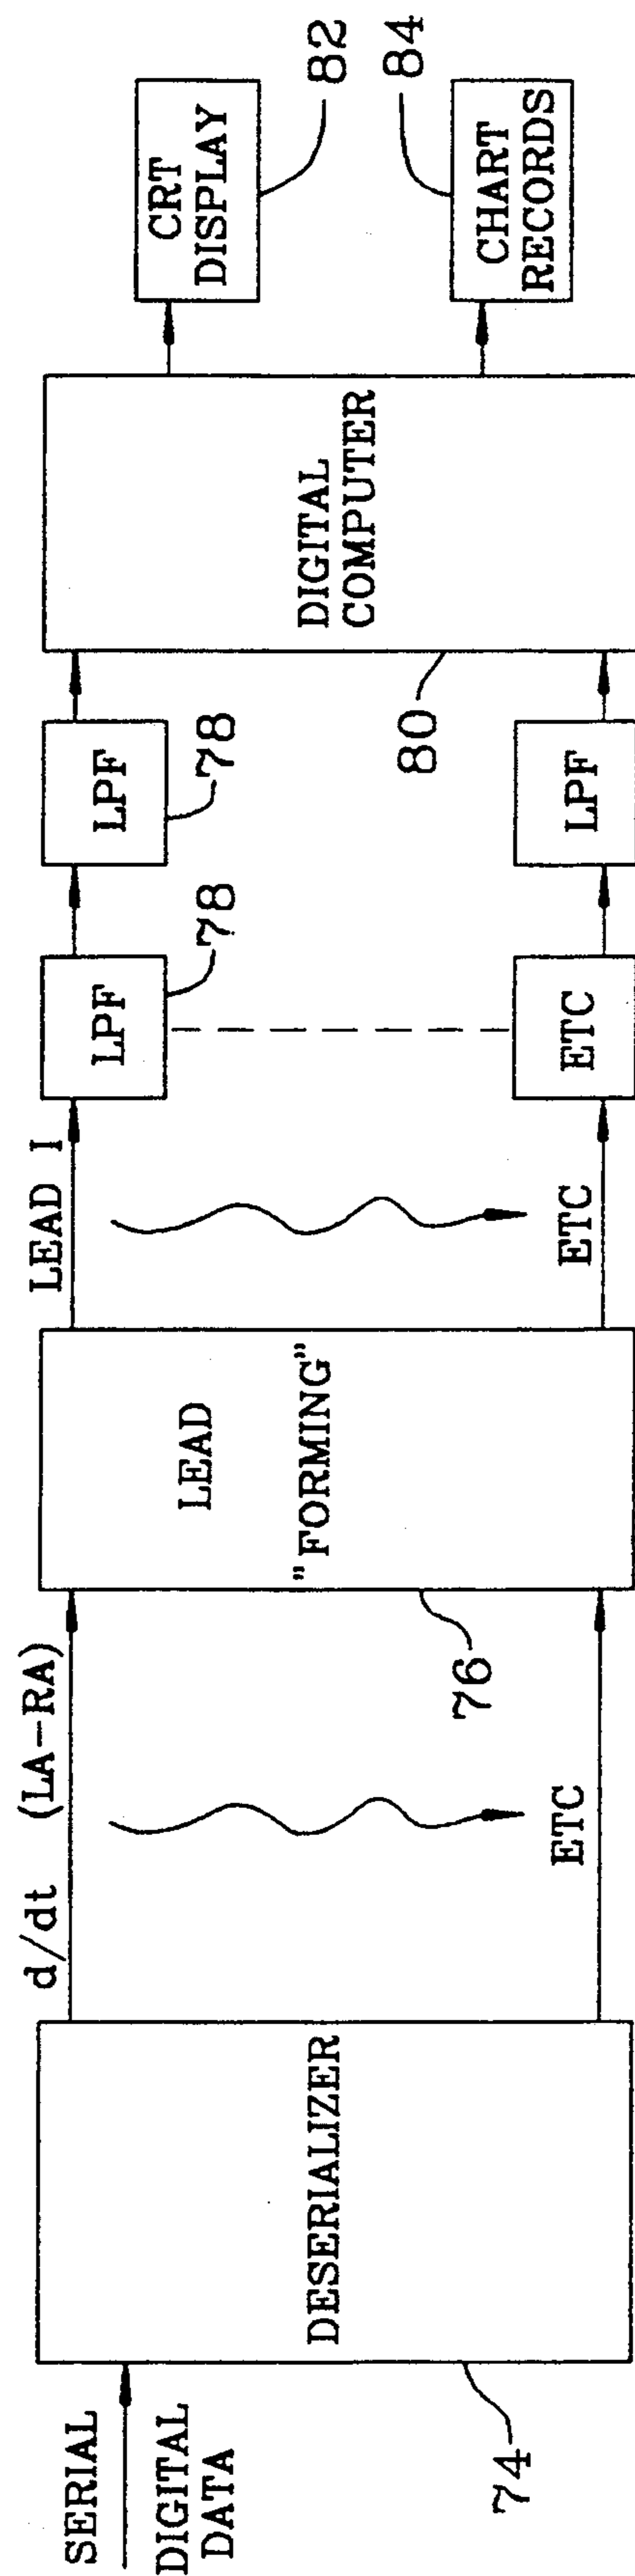 SERIAL
DIGITAL
DATA
DESERIALIZER
74
d/dt (LA-RA)
ETC
LEAD
"FORMING"
76
LEAD I
ETC
LPF
78
ETC
LPF
78
LPF
DIGITAL
COMPUTER
80
CRT
DISPLAY
82
CHART
RECORDS
84